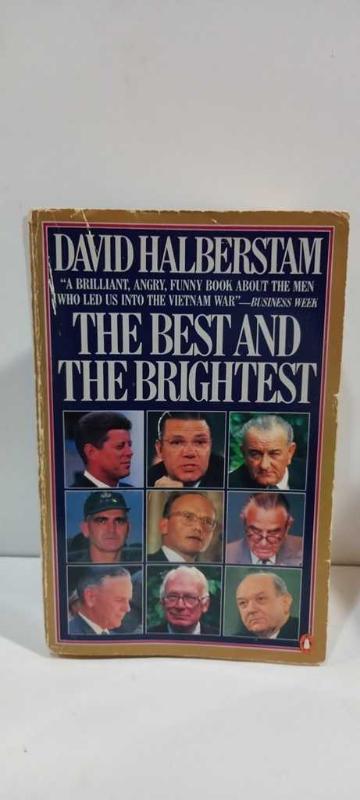 DAVID HALBERSTAM
"A BRILLIANT, ANGRY, FUNNY BOOK ABOUT THE MEN
WHO LED US INTO THE VIETNAM WAR"—BUSINESS WEEK
THE BEST AND
THE BRIGHTEST